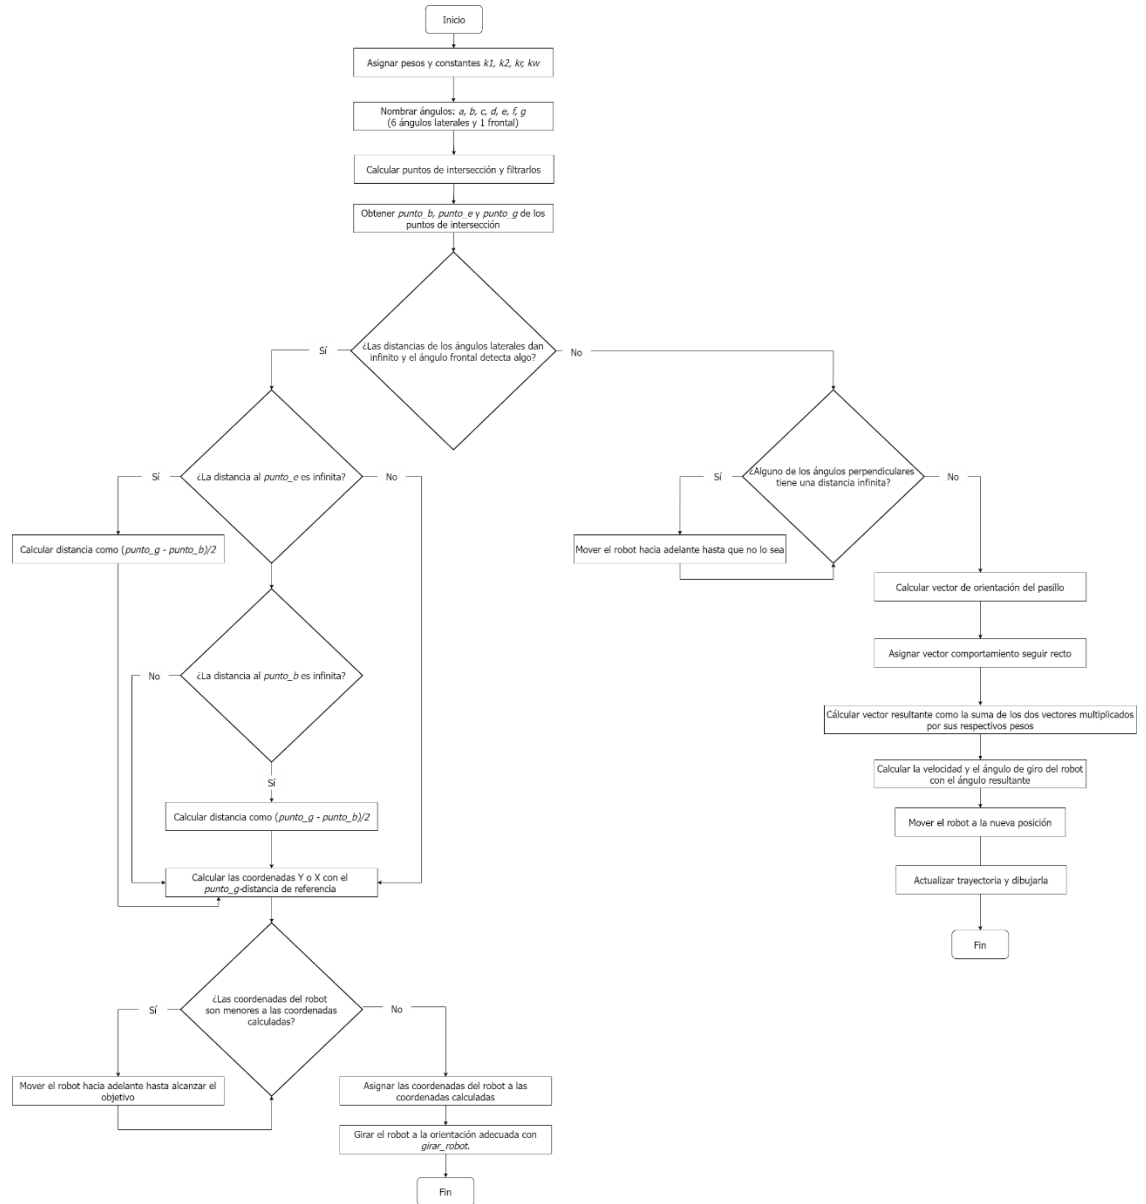 Inicio
Asignar pesos y constantes k1, k2, kr, kw
Nombrar ángulos: a, b, c, d, e, f, g
(6 ángulos laterales y 1 frontal)
Calcular puntos de intersección y filtrarlos
Obtener punto_b, punto_e y punto_g de los
puntos de intersección
¿Las distancias de los ángulos laterales dan
infinito y el ángulo frontal detecta algo?
Sí
No
¿La distancia al punto_e es infinita?
Sí
No
Calcular distancia como (punto_g - punto_b)/2
¿La distancia al punto_b es infinita?
No
Sí
Calcular distancia como (punto_g - punto_b)/2
Calcular las coordenadas Y o X con el
punto_g-distancia de referencia
¿Las coordenadas del robot
son menores a las coordenadas
calculadas?
Sí
No
Mover el robot hacia adelante hasta alcanzar el
objetivo
Asignar las coordenadas del robot a las
coordenadas calculadas
Girar el robot a la orientación adecuada con
girar_robot.
Fin
¿Alguno de los ángulos perpendiculares
tiene una distancia infinita?
Sí
No
Mover el robot hacia adelante hasta que no lo sea
Calcular vector de orientación del pasillo
Asignar vector comportamiento seguir recto
Cálcular vector resultante como la suma de los dos vectores multiplicados
por sus respectivos pesos
Calcular la velocidad y el ángulo de giro del robot
con el ángulo resultante
Mover el robot a la nueva posición
Actualizar trayectoria y dibujarla
Fin